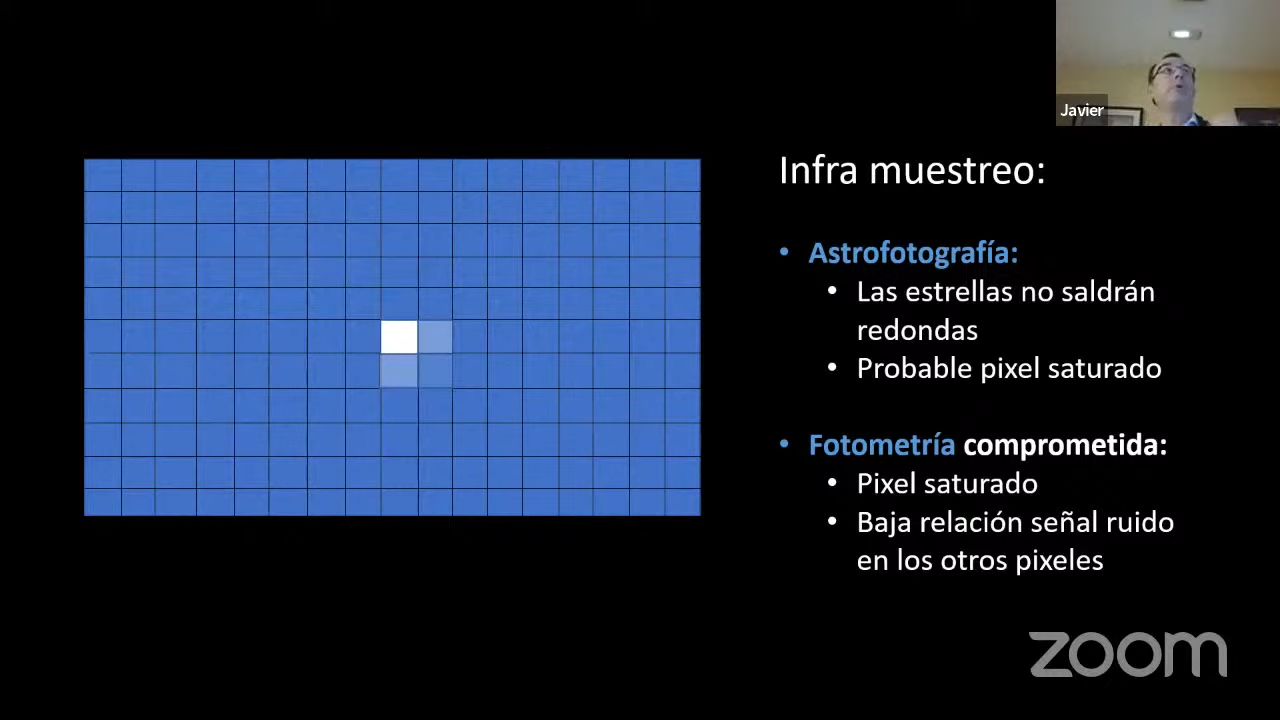 Javier
Infra muestreo:
• Astrofotografía:
• Las estrellas no saldrán
redondas
• Probable pixel saturado
• Fotometría comprometida:
• Pixel saturado
• Baja relación señal ruido
en los otros pixeles
zoom